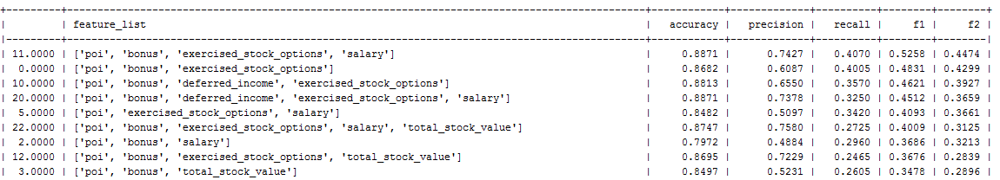 | | feature_list | accuracy | precision | recall | f1 | f2 |
| 11.0000 | ['poi', 'bonus', 'exercised_stock_options', 'salary'] | 0.8871 | 0.7427 | 0.4070 | 0.5258 | 0.4474 |
| 0.0000 | ['poi', 'bonus', 'exercised_stock_options'] | 0.8682 | 0.6087 | 0.4005 | 0.4831 | 0.4299 |
| 10.0000 | ['poi', 'bonus', 'deferred_income', 'exercised_stock_options'] | 0.8813 | 0.6550 | 0.3570 | 0.4621 | 0.3927 |
| 20.0000 | ['poi', 'bonus', 'deferred_income', 'exercised_stock_options', 'salary'] | 0.8871 | 0.7378 | 0.3250 | 0.4512 | 0.3659 |
| 5.0000 | ['poi', 'exercised_stock_options', 'salary'] | 0.8482 | 0.5097 | 0.3420 | 0.4093 | 0.3661 |
| 22.0000 | ['poi', 'bonus', 'exercised_stock_options', 'salary', 'total_stock_value'] | 0.8747 | 0.7580 | 0.2725 | 0.4009 | 0.3125 |
| 2.0000 | ['poi', 'bonus', 'salary'] | 0.7972 | 0.4884 | 0.2960 | 0.3686 | 0.3213 |
| 12.0000 | ['poi', 'bonus', 'exercised_stock_options', 'total_stock_value'] | 0.8695 | 0.7229 | 0.2465 | 0.3676 | 0.2839 |
| 3.0000 | ['poi', 'bonus', 'total_stock_value'] | 0.8497 | 0.5231 | 0.2605 | 0.3478 | 0.2896 |